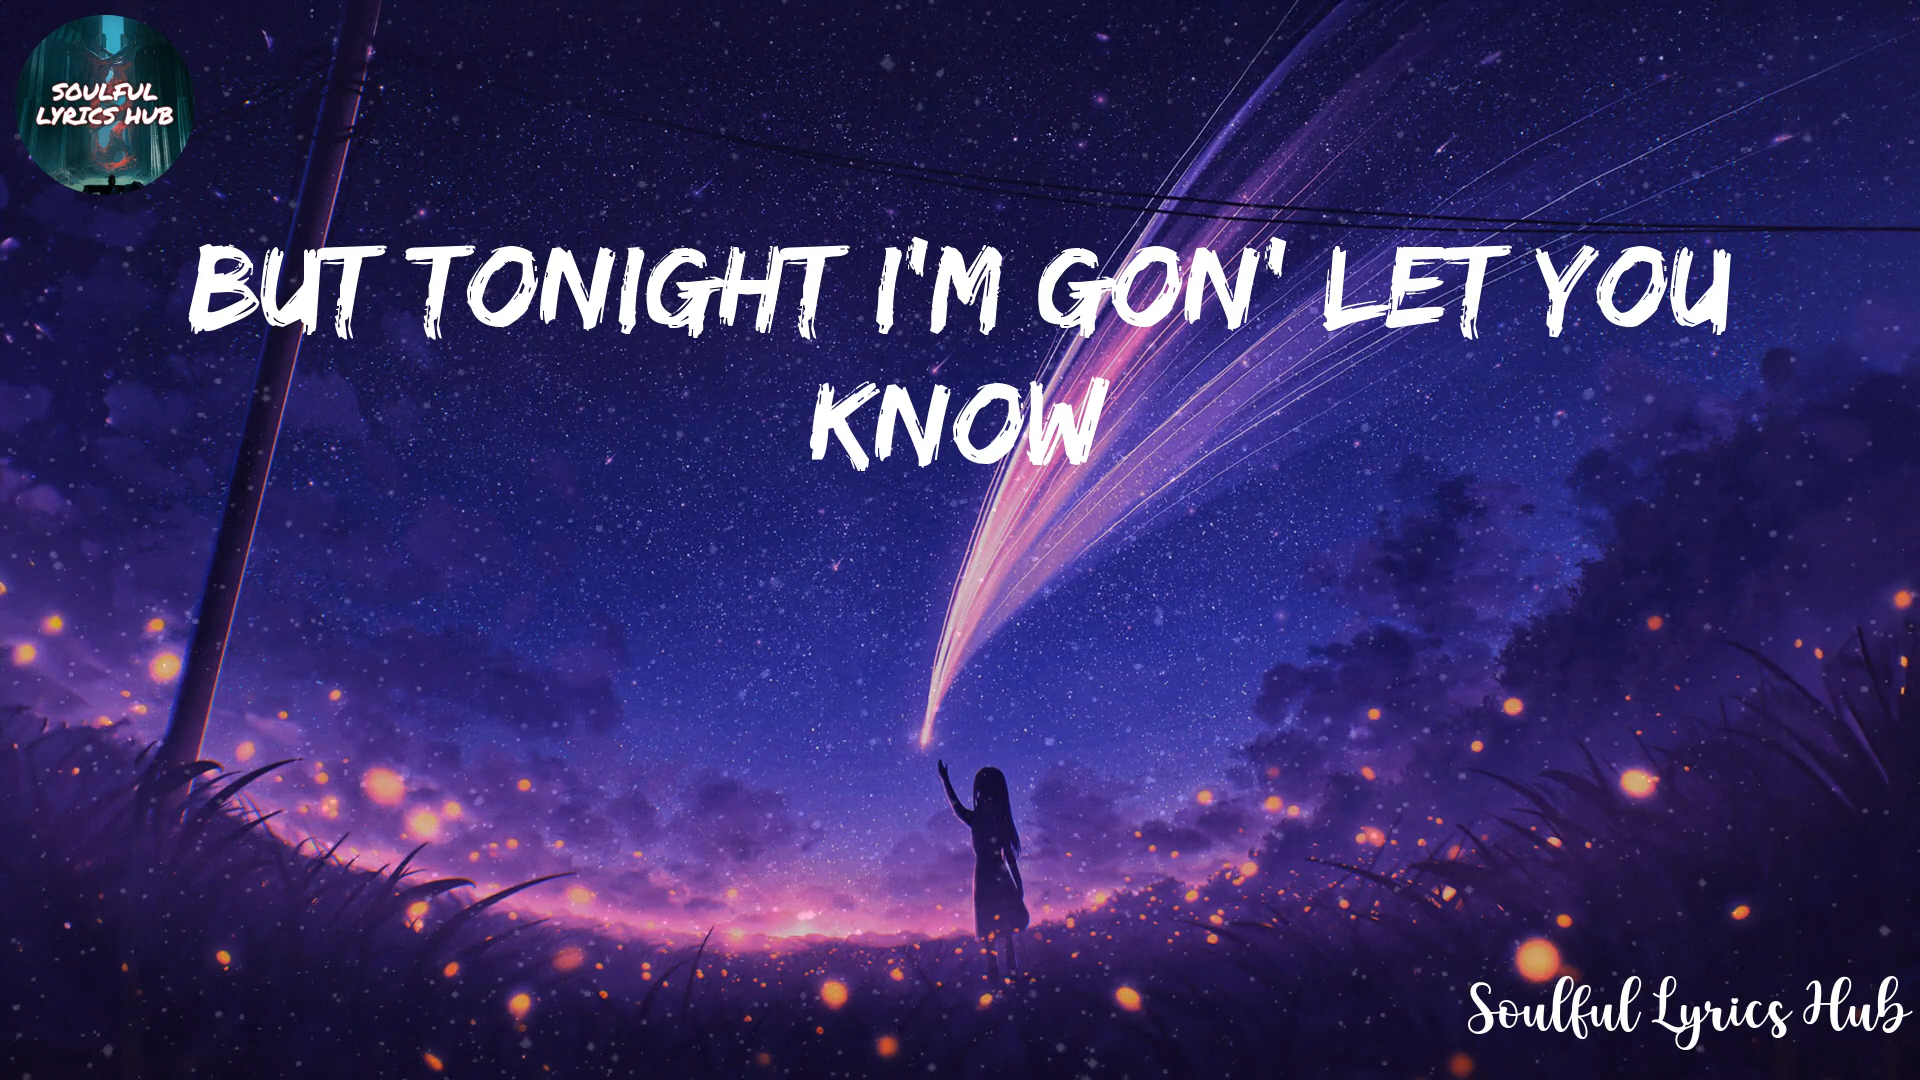 SOULFUL
LYRICS HUB
BUT TONIGHT I'M GON' LET YOU
KNOW
Soulful Lyrics Hub